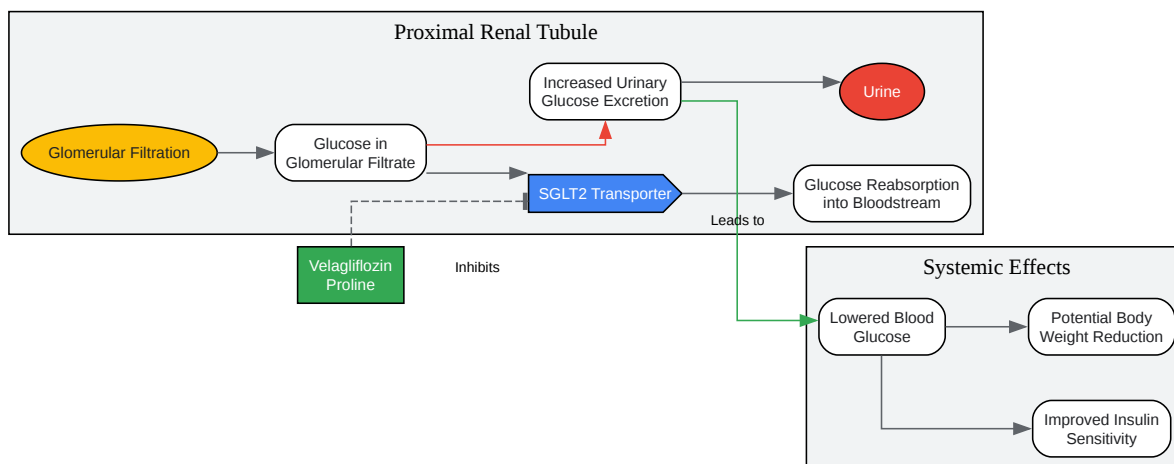 Proximal Renal Tubule
Increased Urinary
Glucose Excretion
Urine
Glomerular Filtration
Glucose in
Glomerular Filtrate
SGLT2 Transporter
Glucose Reabsorption
into Bloodstream
Leads to
Velagliflozin
Proline
Inhibits
Systemic Effects
Lowered Blood
Glucose
Potential Body
Weight Reduction
Improved Insulin
Sensitivity